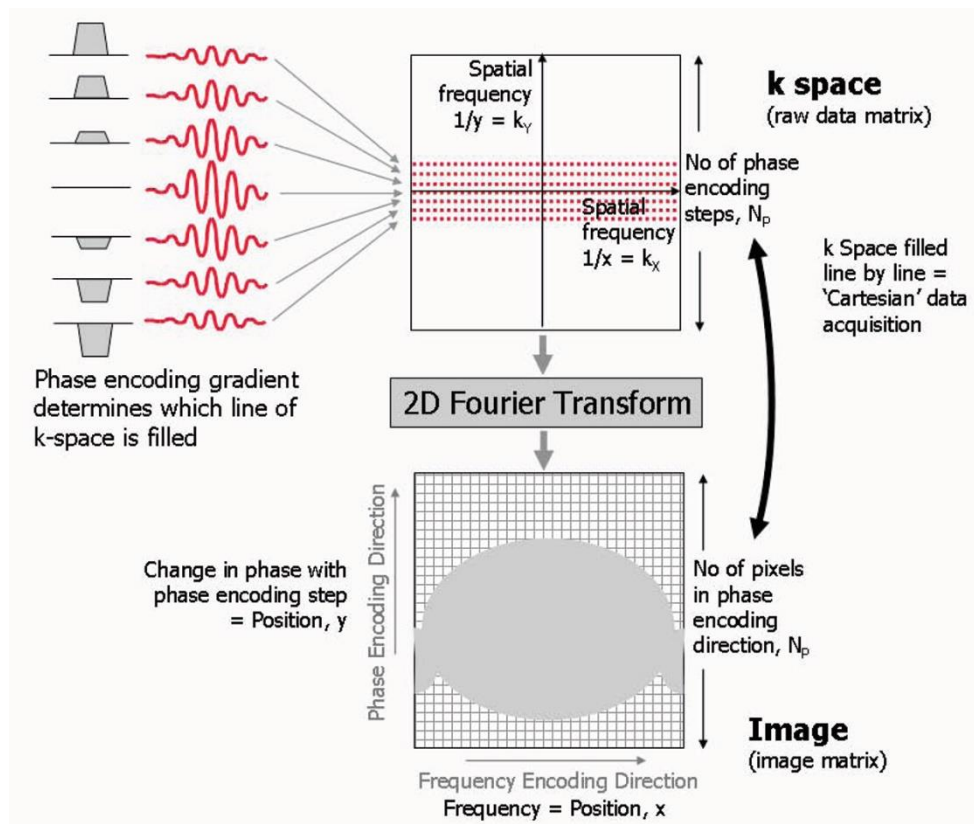 Spatial
frequency
1/y = kY
k space
(raw data matrix)
No of phase
encoding
steps, NP
Spatial
frequency
1/x = kX
k Space filled
line by line =
‘Cartesian’ data
acquisition
Phase encoding gradient
determines which line of
k-space is filled
2D Fourier Transform
Phase Encoding Direction
Change in phase with
phase encoding step
= Position, y
No of pixels
in phase
encoding
direction, NP
Image
(image matrix)
Frequency Encoding Direction
Frequency = Position, x